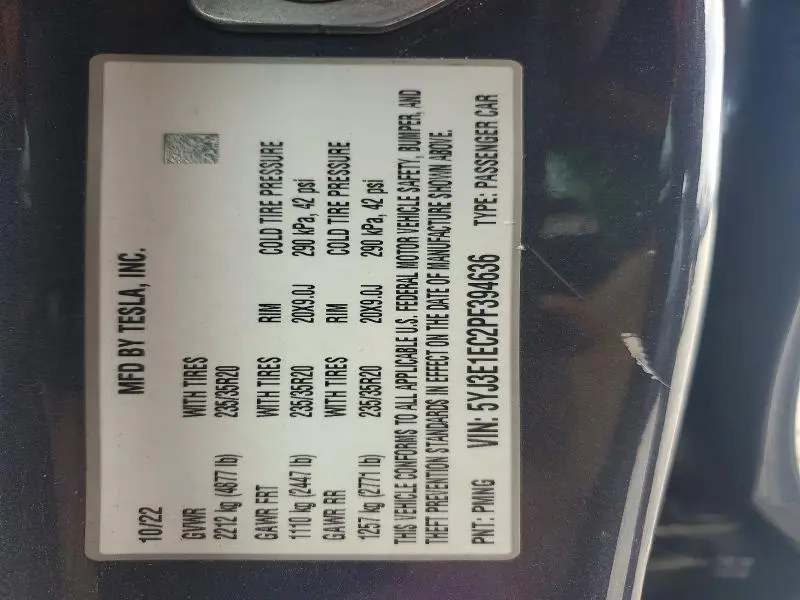 10/22 MFD BY TESLA, INC.
GVWR WITH TIRES
2212 kg (4877 lb) 235/35R20
GAWR FRT WITH TIRES RIM COLD TIRE PRESSURE
1110 kg (2447 lb) 235/35R20 20X9.0J 290 kPa, 42 psi
GAWR RR WITH TIRES RIM COLD TIRE PRESSURE
1257 kg (2771 lb) 235/35R20 20X9.0J 290 kPa, 42 psi
THIS VEHICLE CONFORMS TO ALL APPLICABLE U.S. FEDERAL MOTOR VEHICLE SAFETY, BUMPER, AND
THEFT PREVENTION STANDARDS IN EFFECT ON THE DATE OF MANUFACTURE SHOWN ABOVE.
PNT: PMNG VIN: 5YJ3E1EC2PF394636 TYPE: PASSENGER CAR